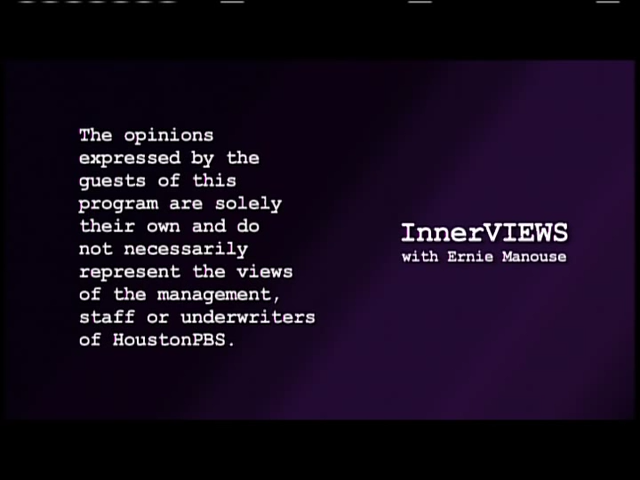 The opinions
expressed by the
guests of this
program are solely
their own and do
not necessarily
represent the views
of the management,
staff or underwriters
of HoustonPBS.
InnerVIEWS
with Ernie Manouse